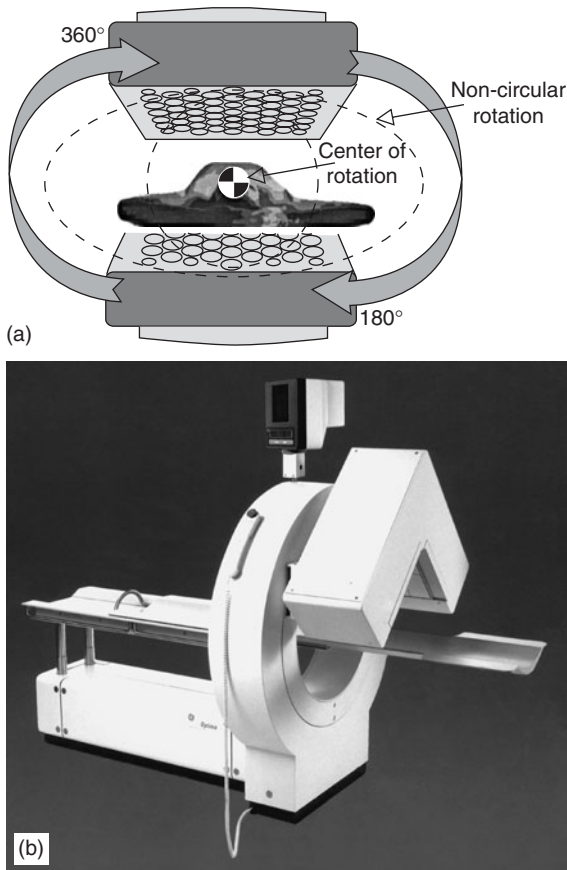 360°
Non-circular
rotation
Center of
rotation
180°
(a)
(b)